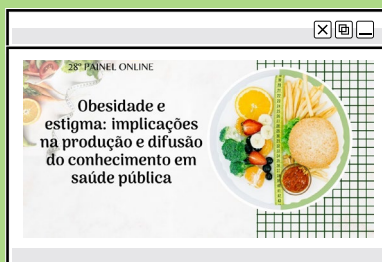 28º PAINEL ONLINE
Obesidade e
estigma: implicações
na produção e difusão
do conhecimento em
saúde pública